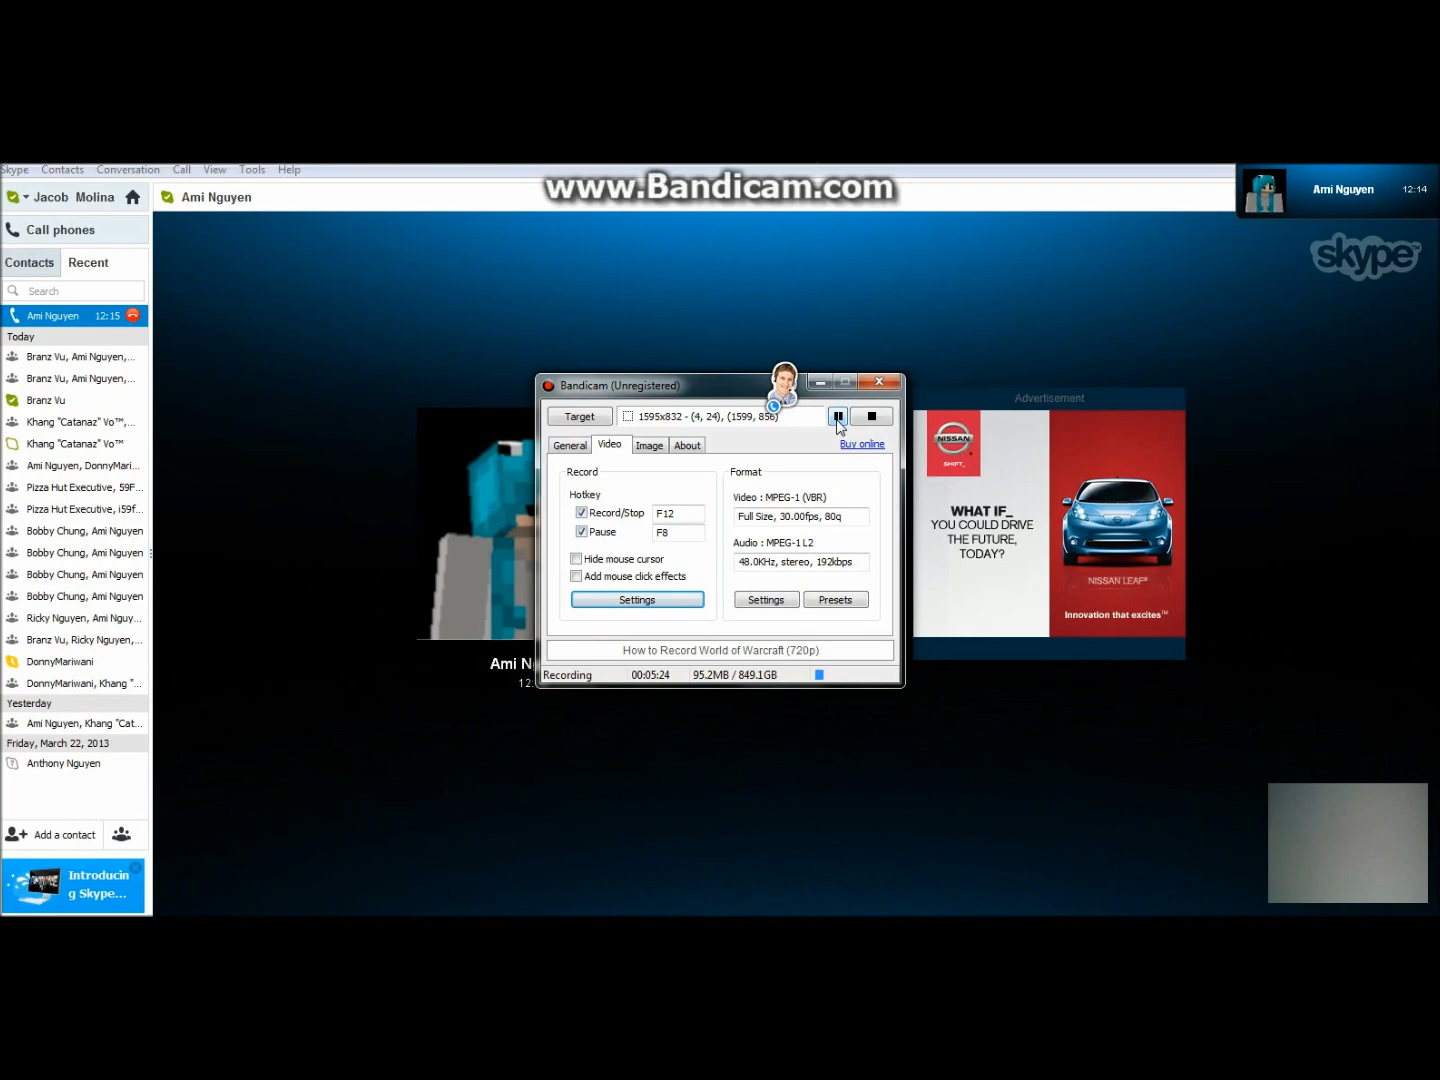 Skype Contacts Conversation Call View Tools Help
www.Bandicam.com
Jacob Molina
Ami Nguyen
Ami Nguyen 12:14
Call phones
skype™
Contacts Recent
Search
Ami Nguyen 12:15
Today
Branz Vu, Ami Nguyen,...
Branz Vu, Ami Nguyen,...
Branz Vu
Khang "Catanaz" Vo™...
Khang "Catanaz" Vo™
Ami Nguyen, DonnyMari...
Pizza Hut Executive, 59F...
Pizza Hut Executive, i59f...
Bobby Chung, Ami Nguyen
Bobby Chung, Ami Nguyen
Bobby Chung, Ami Nguyen
Bobby Chung, Ami Nguyen
Ricky Nguyen, Ami Nguy...
Branz Vu, Ricky Nguyen,...
DonnyMariwani
DonnyMariwani, Khang "...
Yesterday
Ami Nguyen, Khang "Cat...
Friday, March 22, 2013
Anthony Nguyen
Add a contact
Introducin
g Skype...
Ami N
12:
Bandicam (Unregistered)
Target 1595x832 - (4, 24), (1599, 856)
General Video Image About
Buy online
Record
Hotkey
Record/Stop F12
Pause F8
Hide mouse cursor
Add mouse click effects
Settings
Format
Video : MPEG-1 (VBR)
Full Size, 30.00fps, 80q
Audio : MPEG-1 L2
48.0KHz, stereo, 192kbps
Settings Presets
How to Record World of Warcraft (720p)
Recording 00:05:24 95.2MB / 849.1GB
Advertisement
NISSAN
SHIFT_
WHAT IF_
YOU COULD DRIVE
THE FUTURE,
TODAY?
NISSAN LEAF®
Innovation that excites™